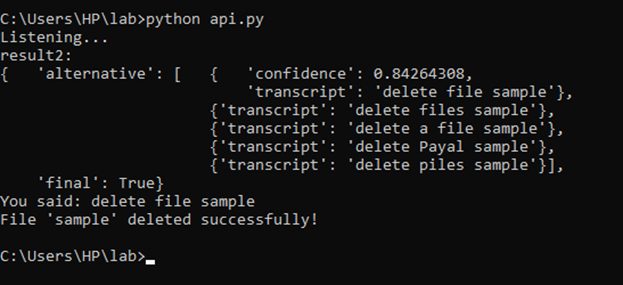 C:\Users\HP\lab>python api.py
Listening...
result2:
{   'alternative': [   {   'confidence': 0.84264308,
                           'transcript': 'delete file sample'},
                       {'transcript': 'delete files sample'},
                       {'transcript': 'delete a file sample'},
                       {'transcript': 'delete Payal sample'},
                       {'transcript': 'delete piles sample'}],
    'final': True}
You said: delete file sample
File 'sample' deleted successfully!
C:\Users\HP\lab>